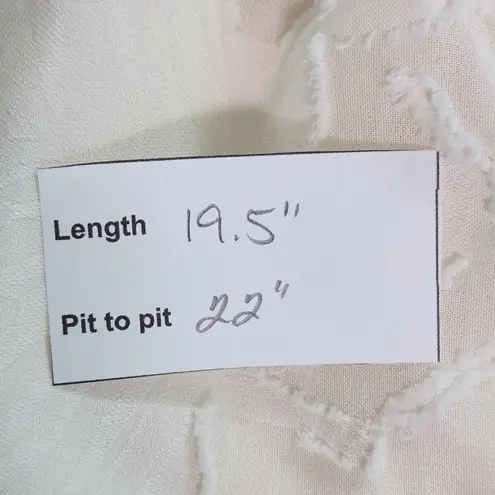 Length 19.5"
Pit to pit 22"